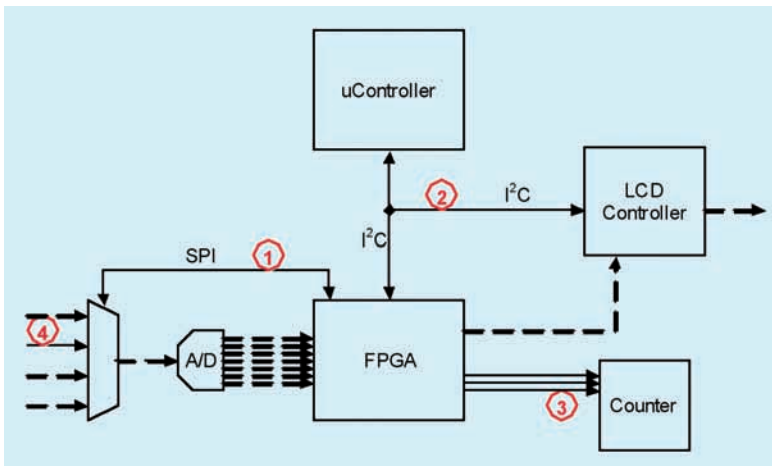 uController
2
I²C
LCD
Controller
I²C
SPI
1
4
A/D
FPGA
3
Counter